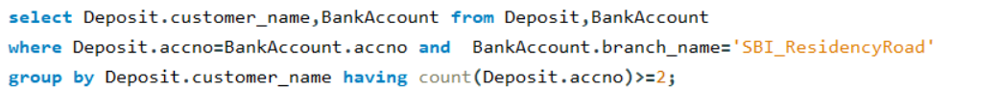 select Deposit.customer_name,BankAccount from Deposit,BankAccount
where Deposit.accno=BankAccount.accno and  BankAccount.branch_name='SBI_ResidencyRoad'
group by Deposit.customer_name having count(Deposit.accno)>=2;